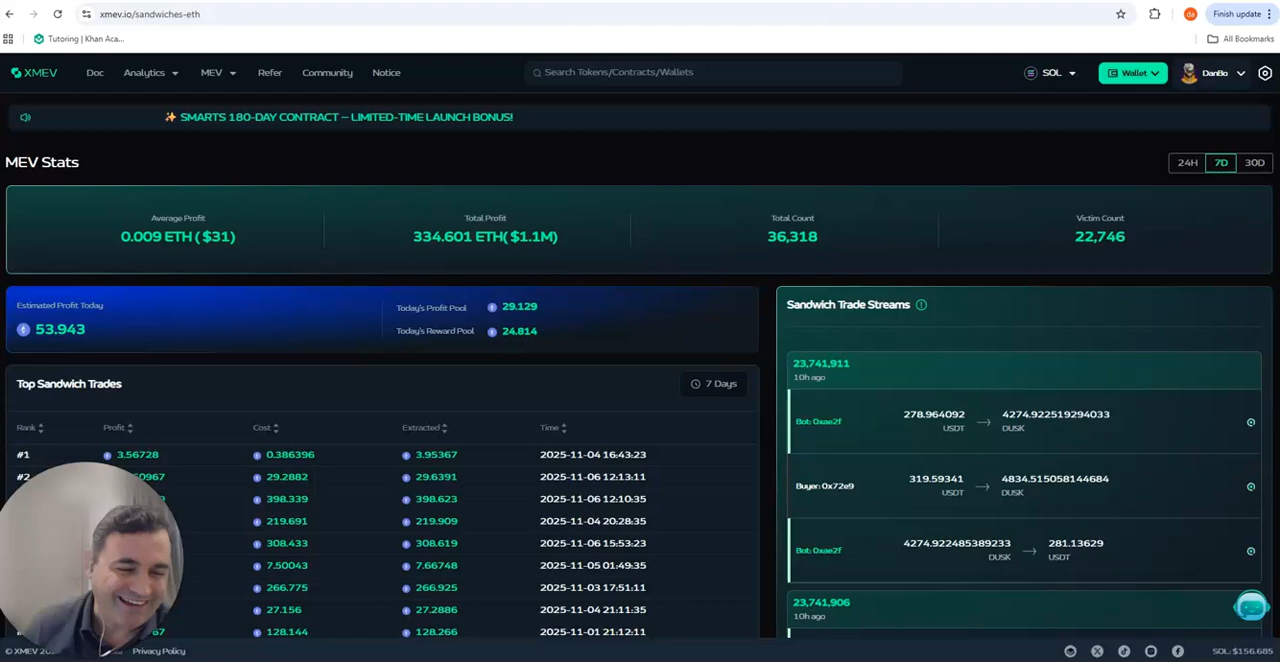 xmev.io/sandwiches-eth
da
Finish update
Tutoring | Khan Aca...
All Bookmarks
XMEV Doc Analytics MEV Refer Community Notice Search Tokens/Contracts/Wallets SOL Wallet DanBo
✨ SMARTS 180-DAY CONTRACT – LIMITED-TIME LAUNCH BONUS!
MEV Stats
24H 7D 30D
Average Profit Total Profit Total Count Victim Count
0.009 ETH ( $31) 334.601 ETH( $1.1M) 36,318 22,746
Estimated Profit Today
53.943
Today's Profit Pool 29.129
Today's Reward Pool 24.814
Top Sandwich Trades 7 Days
Rank Profit Cost Extracted Time
#1 3.56728 0.386396 3.95367 2025-11-04 16:43:23
#2 29.2882 29.6391 2025-11-06 12:13:11
398.339 398.623 2025-11-06 12:10:35
219.691 219.909 2025-11-04 20:28:35
308.433 308.619 2025-11-06 15:53:23
7.50043 7.66748 2025-11-05 01:49:35
266.775 266.925 2025-11-03 17:51:11
27.156 27.2886 2025-11-04 21:11:35
128.144 128.266 2025-11-01 21:12:11
Sandwich Trade Streams
23,741,911
10h ago
Bot: 0xae2f 278.964092 USDT → 4274.922519294033 DUSK
Buyer: 0x72e9 319.59341 USDT → 4834.515058144684 DUSK
Bot: 0xae2f 4274.922485389233 DUSK → 281.13629 USDT
23,741,906
10h ago
© XMEV Privacy Policy
SOL: $156.685